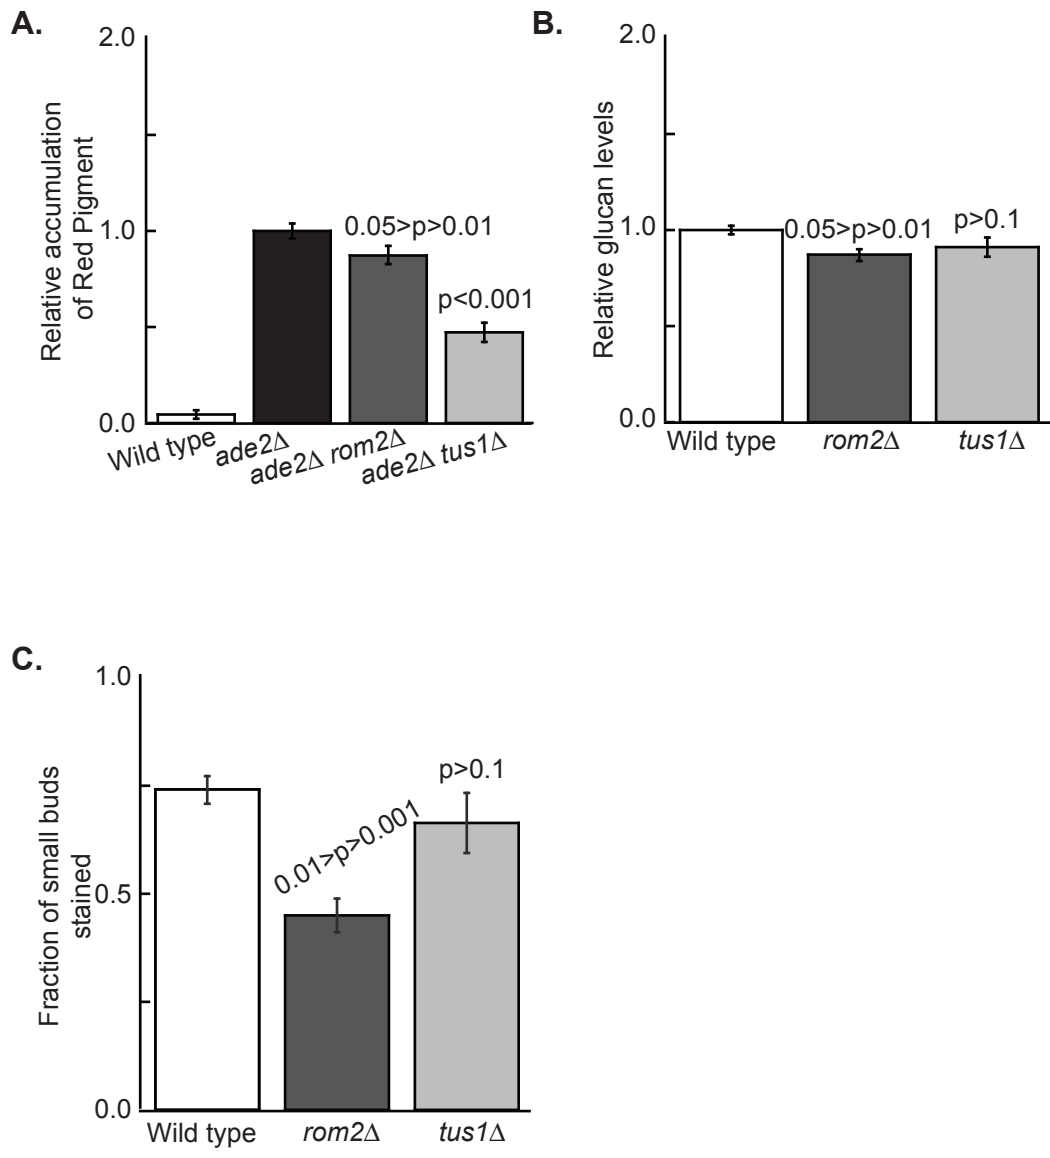 A.
2.0
1.0
0.0
Relative accumulation
of Red Pigment
0.05>p>0.01
p<0.001
Wild type
ade2Δ
ade2Δ rom2Δ
ade2Δ tus1Δ
B.
2.0
1.0
0.0
Relative glucan levels
0.05>p>0.01
p>0.1
Wild type
rom2Δ
tus1Δ
C.
1.0
0.5
0.0
Fraction of small buds
stained
0.01>p>0.001
p>0.1
Wild type
rom2Δ
tus1Δ